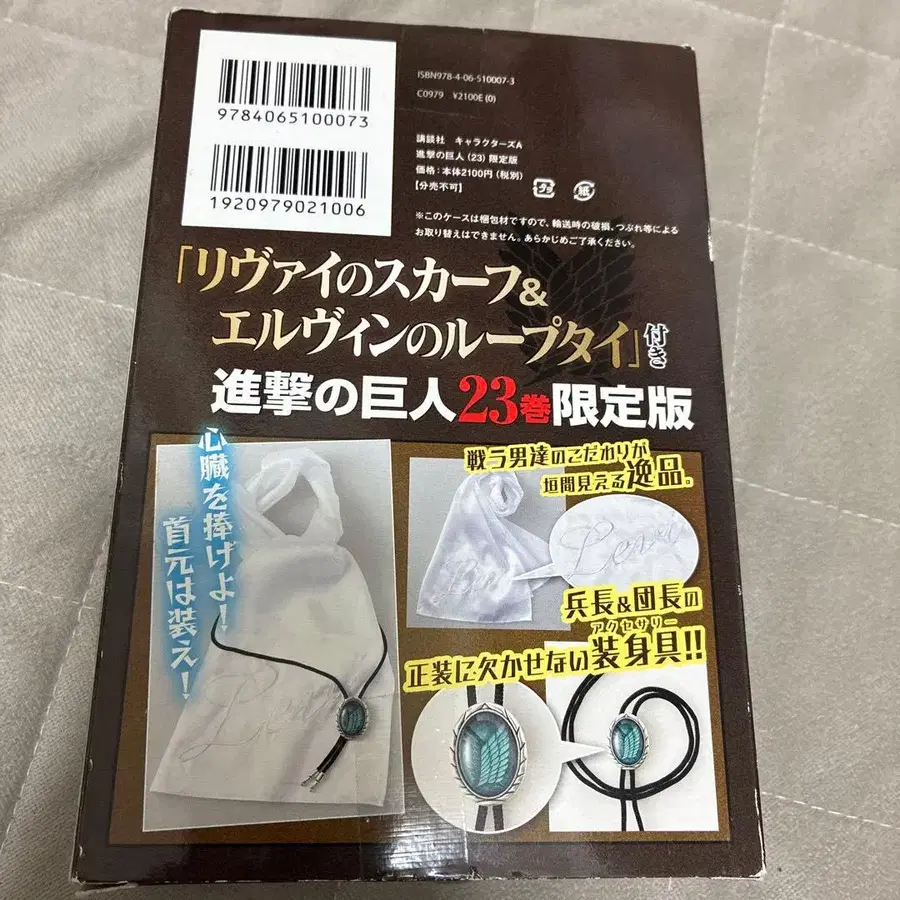 9784065100073
1920979021006
ISBN978-4-06-510007-3
C0979 ¥2100E (0)
講談社 キャラクターズA
進撃の巨人 (23) 限定版
価格:本体2100円 (税別)
【分売不可】
プラ
紙
※このケースは梱包材ですので、輸送時の破損、つぶれ等による
お取り替えはできません。あらかじめご了承ください。
「リヴァイのスカーフ&
エルヴィンのループタイ」付き
進撃の巨人23巻限定版
心臓を捧げよ!
首元は装え!
戦う男達のこだわりが
垣間見える逸品。
Levi
兵長&団長の
アクセサリー
正装に欠かせない装身具!!